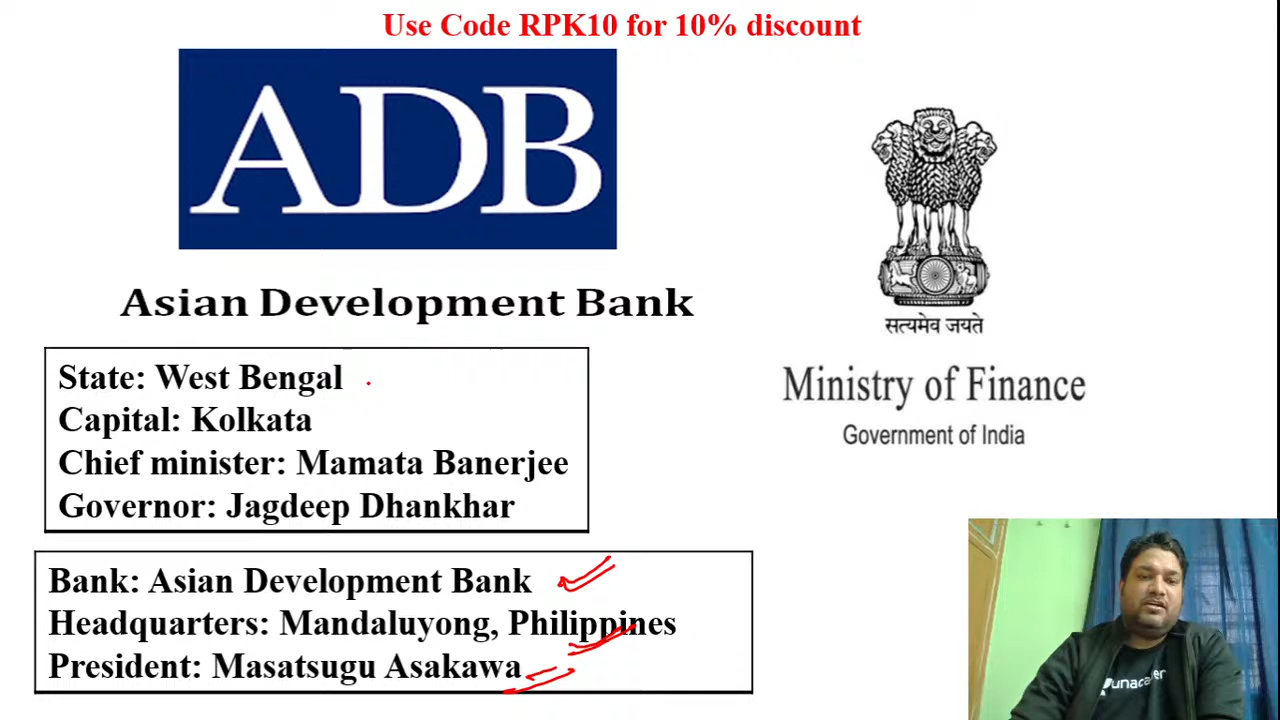 Use Code RPK10 for 10% discount
ADB
Asian Development Bank
सत्यमेव जयते
Ministry of Finance
Government of India
State: West Bengal
Capital: Kolkata
Chief minister: Mamata Banerjee
Governor: Jagdeep Dhankhar
Bank: Asian Development Bank
Headquarters: Mandaluyong, Philippines
President: Masatsugu Asakawa